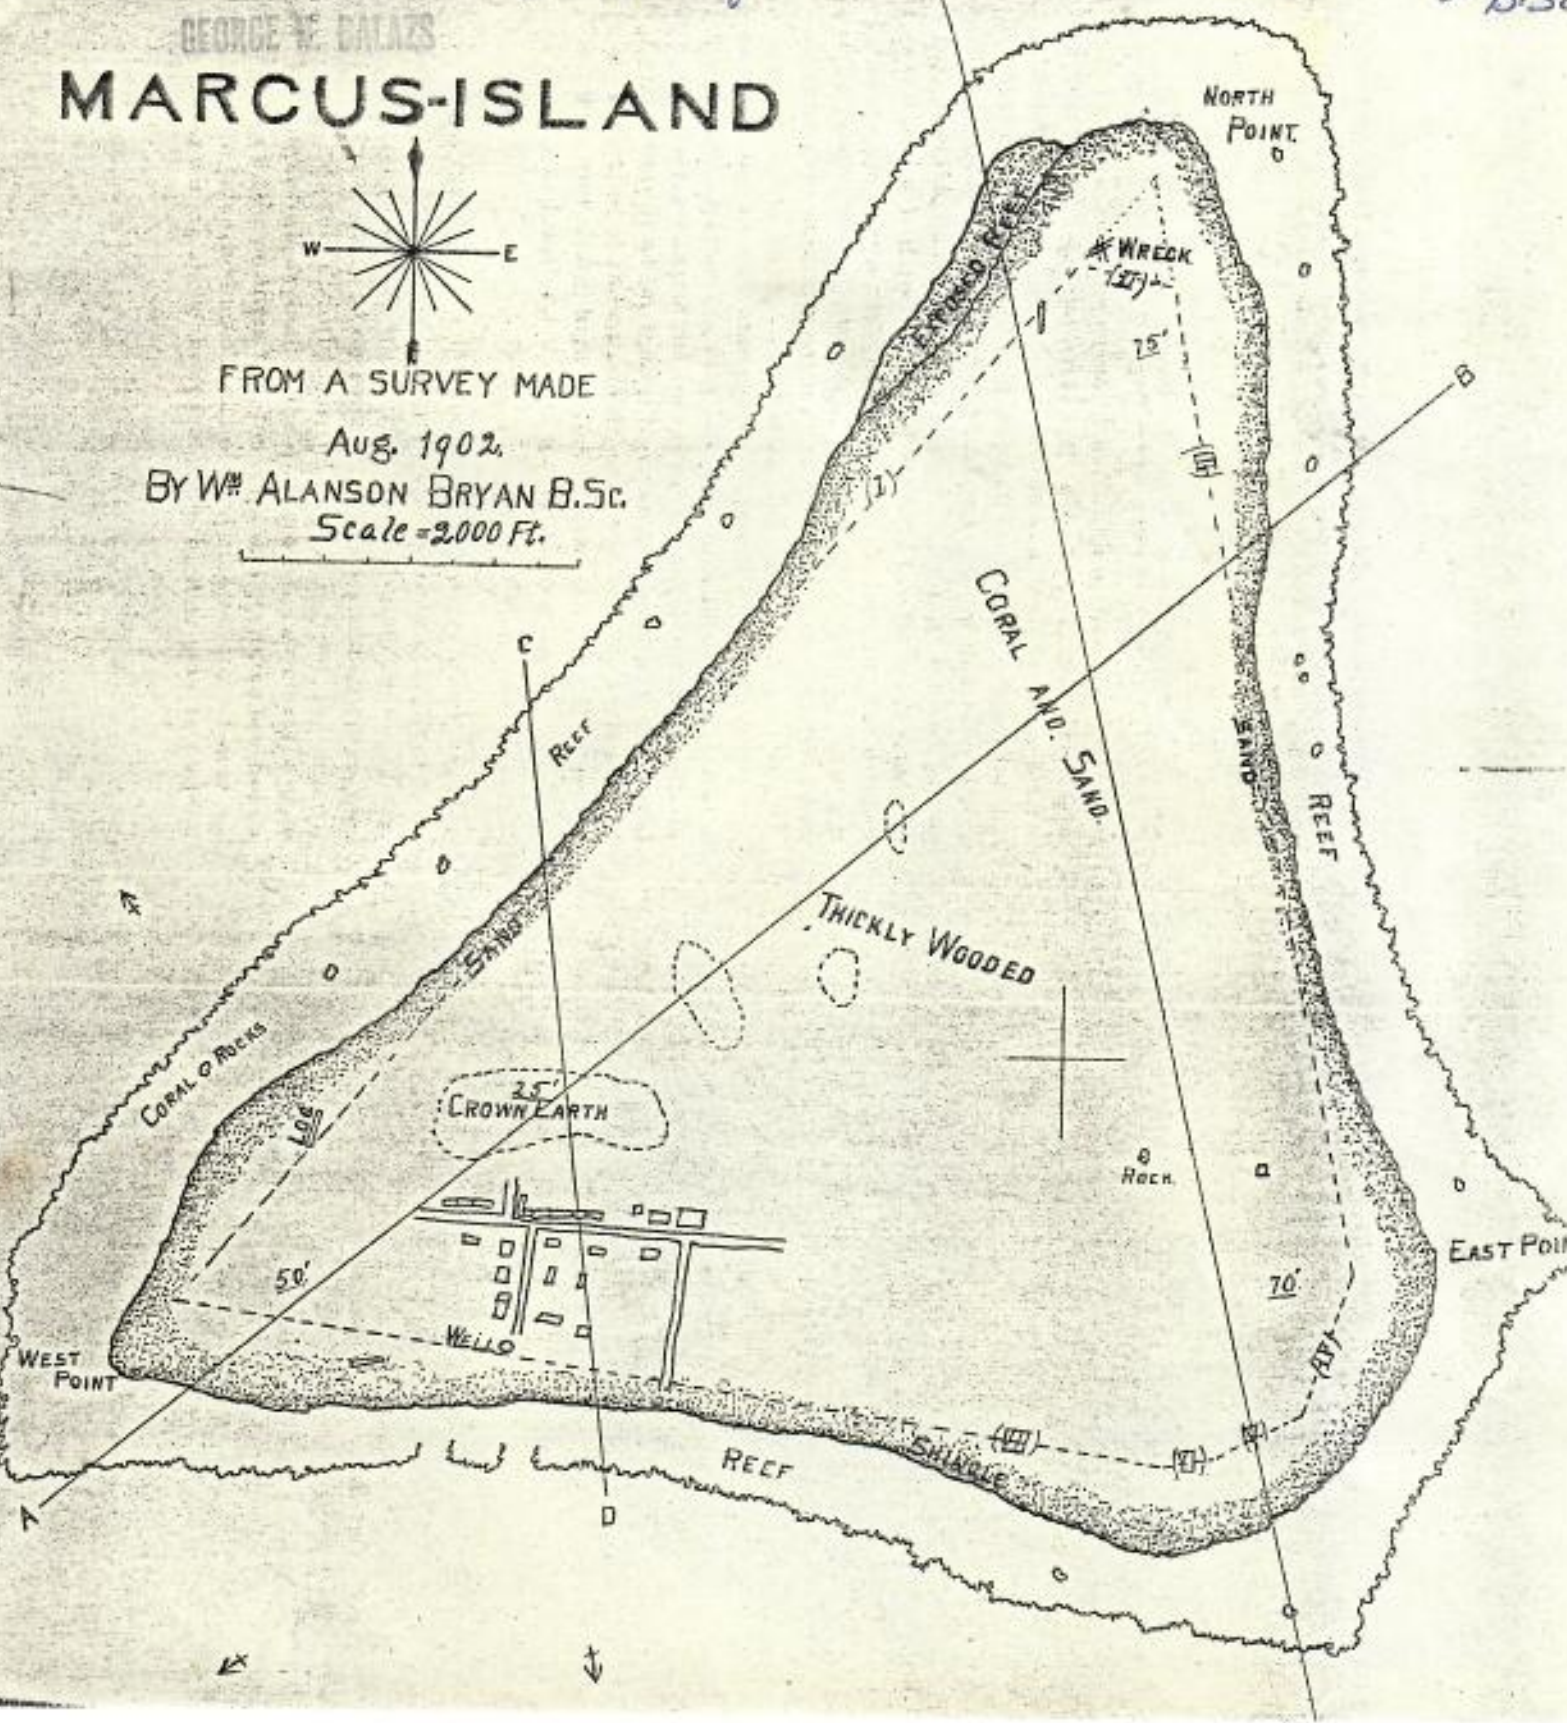 GEORGE H. BALAZS
MARCUS-ISLAND
W E
FROM A SURVEY MADE
Aug. 1902.
BY Wᴹ ALANSON BRYAN B.Sc.
Scale = 2000 Ft.
NORTH
POINT.
EXPOSED REEF
WRECK
75'
B
(I)
C
CORAL AND. SAND.
REEF
SAND
REEF
THICKLY WOODED
SAND
CORAL O ROCKS
LOG
25'
CROWN EARTH
ROCK.
EAST POIN
50'
70'
WELL
WEST
POINT
SHINGLE
REEF
A
D